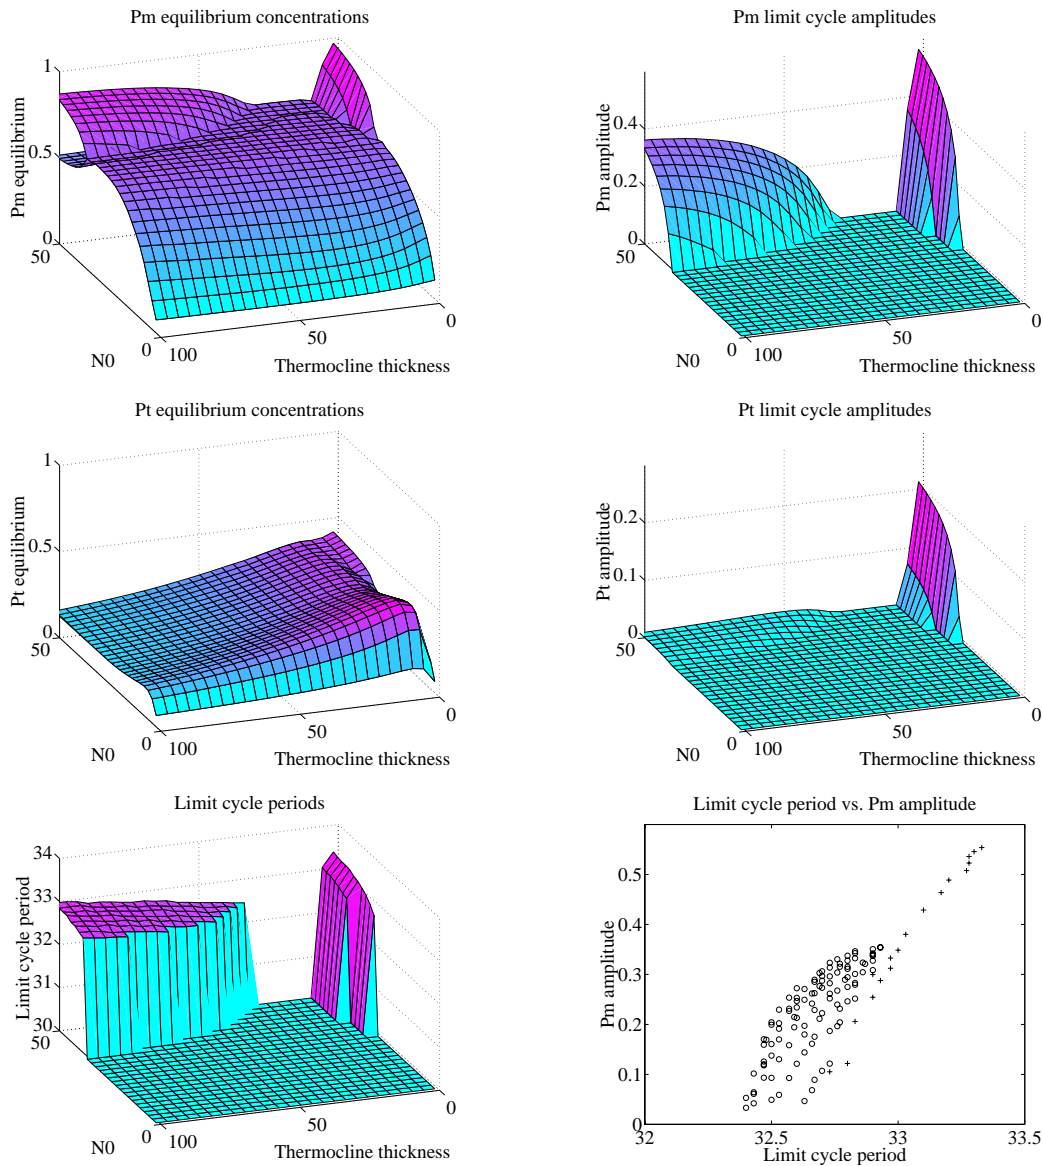 Pm equilibrium concentrations
Pm equilibrium
1
0.5
0
50
N0
0
100
50
0
Thermocline thickness
Pm limit cycle amplitudes
Pm amplitude
0.4
0.2
0
50
N0
0
100
50
0
Thermocline thickness
Pt equilibrium concentrations
Pt equilibrium
1
0.5
0
50
N0
0
100
50
0
Thermocline thickness
Pt limit cycle amplitudes
Pt amplitude
0.2
0.1
0
50
N0
0
100
50
0
Thermocline thickness
Limit cycle periods
Limit cycle period
34
33
32
31
30
50
N0
0
100
50
0
Thermocline thickness
Limit cycle period vs. Pm amplitude
Pm amplitude
0.5
0.4
0.3
0.2
0.1
0
32
32.5
33
33.5
Limit cycle period